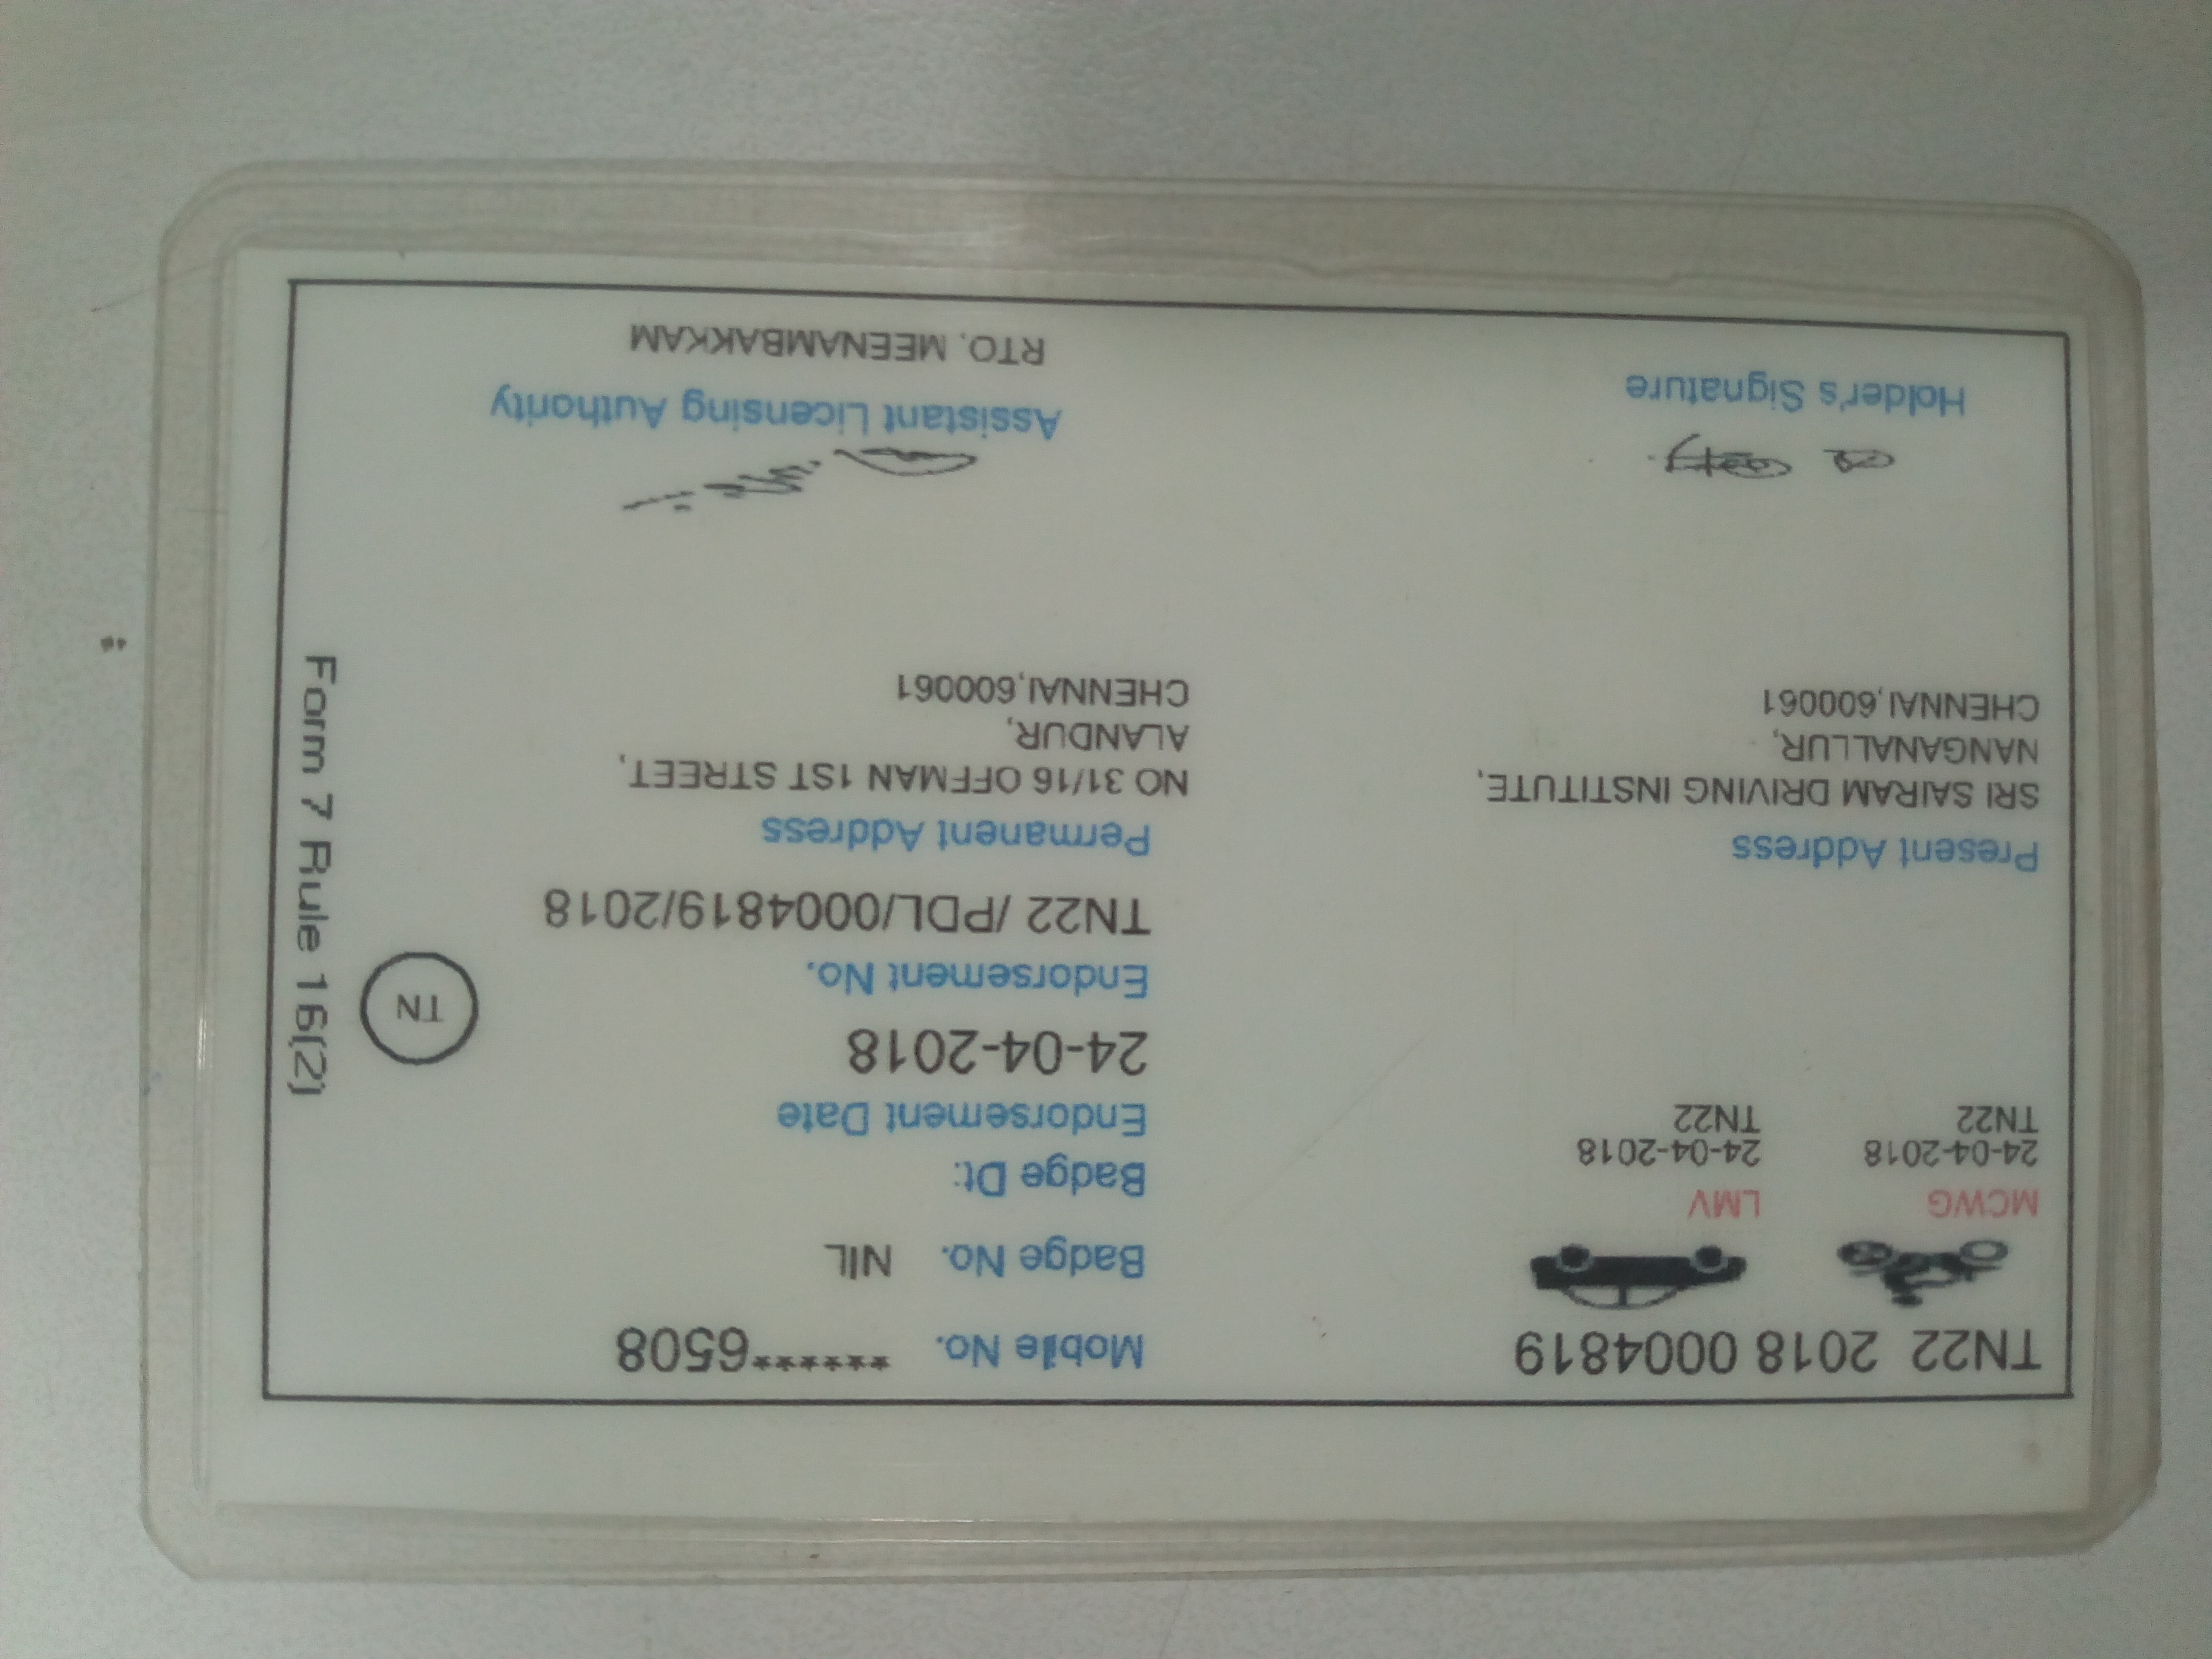 TN22 2018 0004819
MCWG
24-04-2018
TN22
LMV
24-04-2018
TN22
Present Address
SRI SAIRAM DRIVING INSTITUTE,
NANGANALLUR,
CHENNAI,600061
Holder's Signature
Mobile No. ******6508
Badge No. NIL
Badge Dt:
Endorsement Date
24-04-2018
Endorsement No.
TN22 /PDL/0004819/2018
Permanent Address
NO 31/16 OFFMAN 1ST STREET,
ALANDUR,
CHENNAI,600061
Assistant Licensing Authority
RTO, MEENAMBAKKAM
TN
Form 7 Rule 16(2)